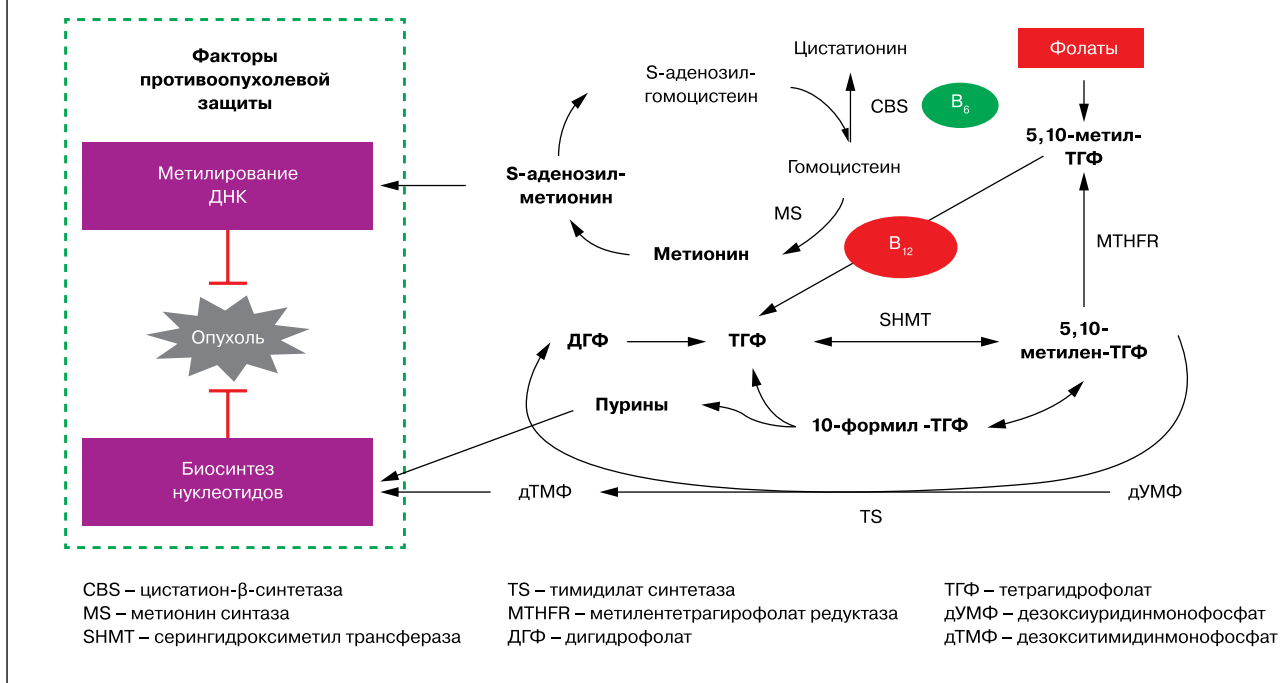 Факторы
противоопухолевой
защиты
Метилирование
ДНК
Опухоль
Биосинтез
нуклеотидов
S-аденозил-
гомоцистеин
Цистатионин
CBS
B6
Фолаты
5,10-метил-
ТГФ
Гомоцистеин
S-аденозил-
метионин
MS
Метионин
B12
MTHFR
ДГФ
ТГФ
SHMT
5,10-
метилен-ТГФ
Пурины
10-формил -ТГФ
дТМФ
дУМФ
TS
CBS – цистатион-β-синтетаза
MS – метионин синтаза
SHMT – серингидроксиметил трансфераза
TS – тимидилат синтетаза
MTHFR – метилентетрагирофолат редуктаза
ДГФ – дигидрофолат
ТГФ – тетрагидрофолат
дУМФ – дезоксиуридинмонофосфат
дТМФ – дезокситимидинмонофосфат